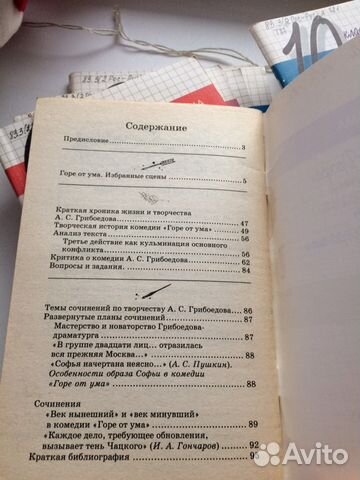 10
Содержание
Предисловие 3
Горе от ума. Избранные сцены 5
Краткая хроника жизни и творчества
А. С. Грибоедова 47
Творческая история комедии «Горе от ума» 49
Анализ текста 56
Третье действие как кульминация основного
конфликта 56
Критика о комедии А. С. Грибоедова 62
Вопросы и задания 84
Темы сочинений по творчеству А. С. Грибоедова 86
Развернутые планы сочинений 87
Мастерство и новаторство Грибоедова-
драматурга 87
«В группе двадцати лиц... отразилась
вся прежняя Москва...» 88
«Софья начертана неясно...» (А. С. Пушкин).
Особенности образа Софьи в комедии
«Горе от ума» 88
Сочинения
«Век нынешний» и «век минувший»
в комедии «Горе от ума» 89
«Каждое дело, требующее обновления,
вызывает тень Чацкого» (И. А. Гончаров) 92
Краткая библиография 95
Avito